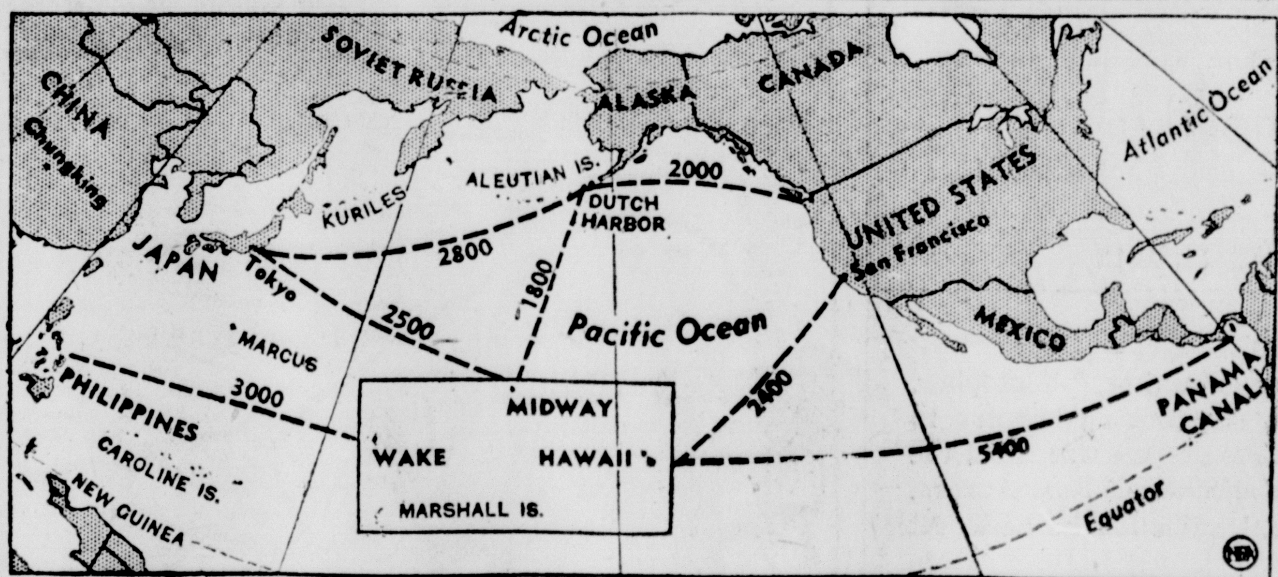 Arctic Ocean
SOVIET RUSSIA
ALASKA
CANADA
CHINA
Chungking
Atlantic Ocean
ALEUTIAN IS.
2000
KURILES
DUTCH
HARBOR
UNITED STATES
San Francisco
JAPAN
Tokyo
2800
1800
2500
Pacific Ocean
MEXICO
MARCUS
3000
PHILIPPINES
2400
PANAMA
CANAL
MIDWAY
WAKE
HAWAII
5400
CAROLINE IS.
NEW GUINEA
MARSHALL IS.
Equator
NEA